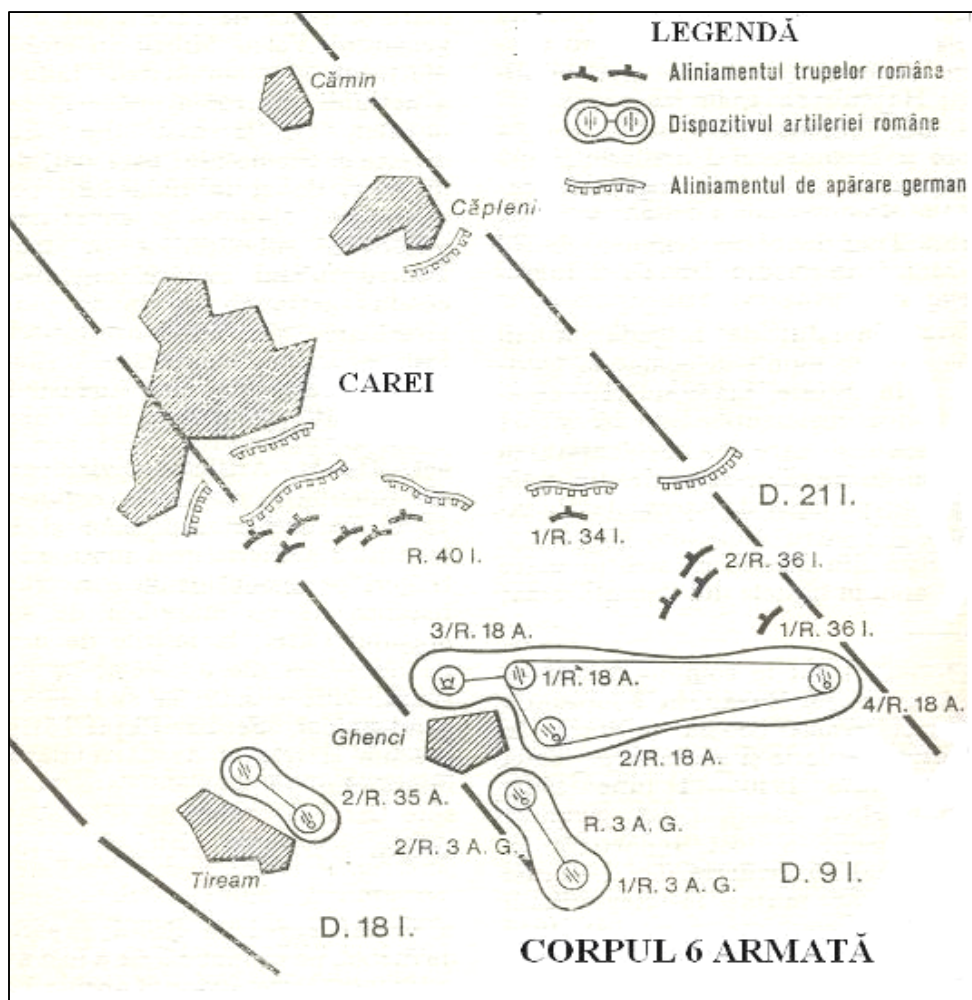 LEGENDĂ
Aliniamentul trupelor române
Dispozitivul artileriei române
Aliniamentul de apărare german
Cămin
Căpleni
CAREI
D. 21 I.
1/R. 34 I.
R. 40 I.
2/R. 36 I.
1/R. 36 I.
3/R. 18 A.
1/R. 18 A.
4/R. 18 A.
Ghenci
2/R. 18 A.
2/R. 35 A.
R. 3 A. G.
2/R. 3 A. G.
Tiream
1/R. 3 A. G.
D. 9 I.
D. 18 I.
CORPUL 6 ARMATĂ